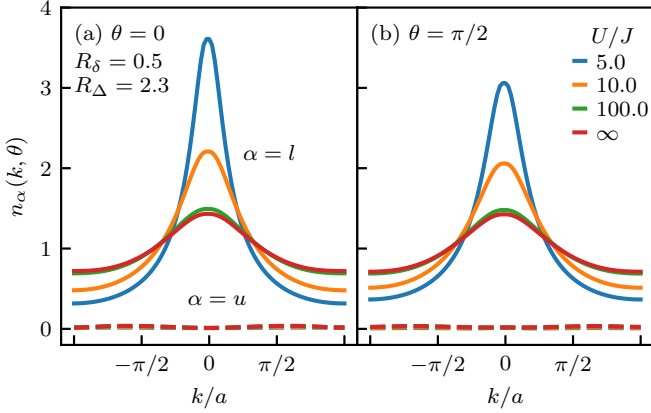 (a) θ = 0
R_δ = 0.5
R_Δ = 2.3
α = l
α = u
(b) θ = π/2
U/J
5.0
10.0
100.0
∞
n_α(k, θ)
4
3
2
1
0
−π/2 0 π/2
k/a
−π/2 0 π/2
k/a